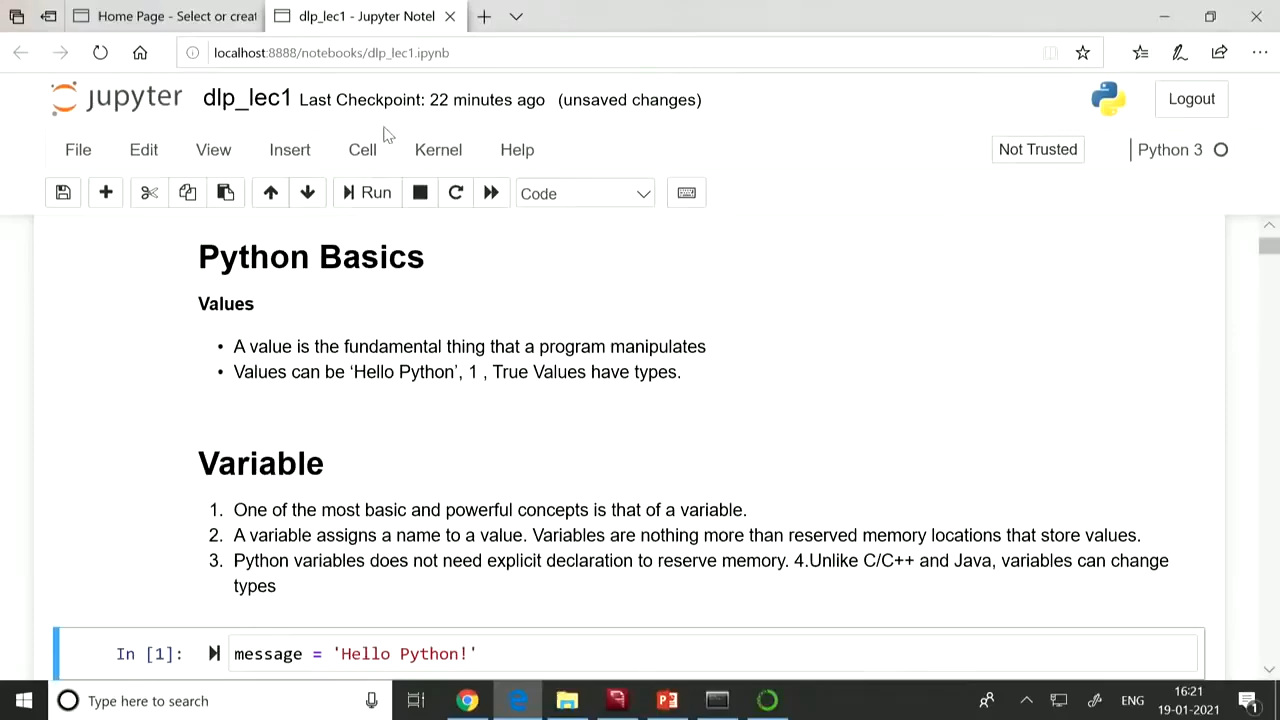 Home Page - Select or creat
dlp_lec1 - Jupyter Notel
localhost:8888/notebooks/dlp_lec1.ipynb
jupyter dlp_lec1 Last Checkpoint: 22 minutes ago (unsaved changes)
Logout
File Edit View Insert Cell Kernel Help
Not Trusted
Python 3
Run
Code
Python Basics
Values
• A value is the fundamental thing that a program manipulates
• Values can be ‘Hello Python’, 1 , True Values have types.
Variable
1. One of the most basic and powerful concepts is that of a variable.
2. A variable assigns a name to a value. Variables are nothing more than reserved memory locations that store values.
3. Python variables does not need explicit declaration to reserve memory. 4.Unlike C/C++ and Java, variables can change
types
In [1]: message = 'Hello Python!'
Type here to search
ENG
16:21
19-01-2021
1